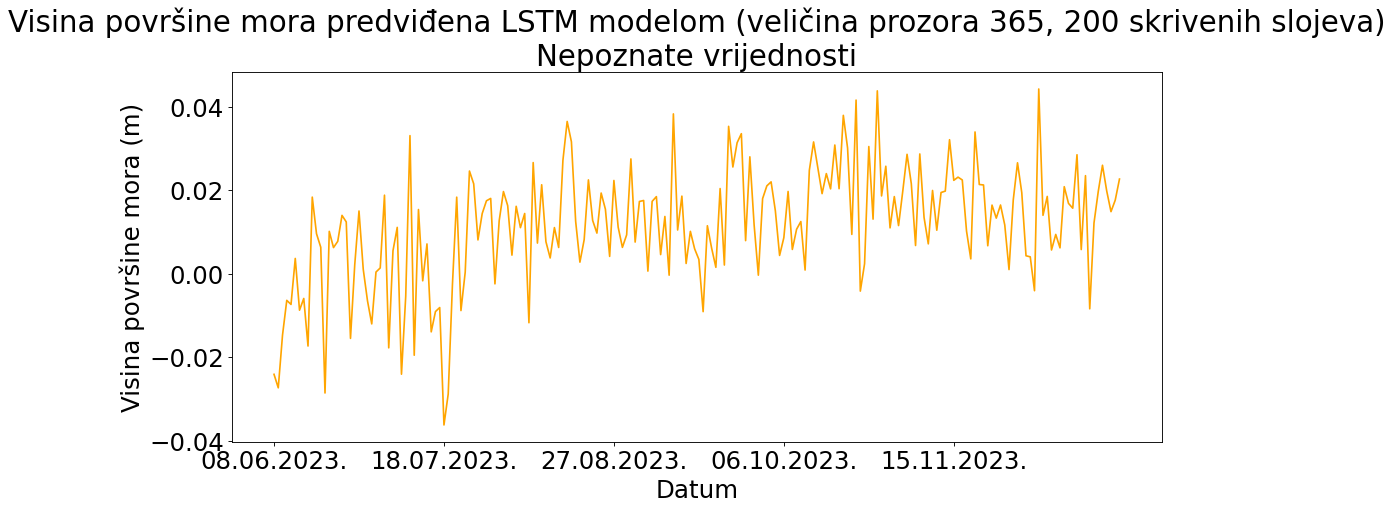 Visina površine mora predviđena LSTM modelom (veličina prozora 365, 200 skrivenih slojeva)
Nepoznate vrijednosti
Visina površine mora (m)
0.04
0.02
0.00
−0.02
−0.04
08.06.2023. 18.07.2023. 27.08.2023. 06.10.2023. 15.11.2023.
Datum